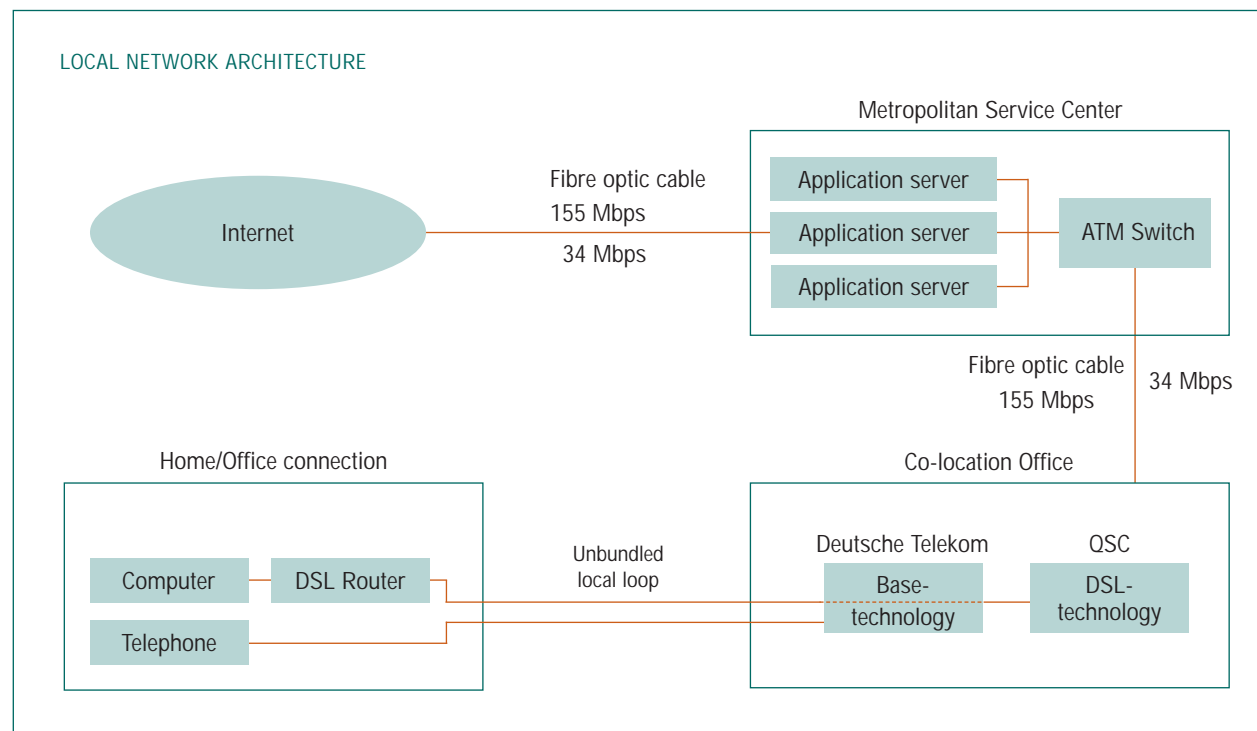 LOCAL NETWORK ARCHITECTURE
Metropolitan Service Center
Fibre optic cable
155 Mbps
34 Mbps
Internet
Application server
Application server
Application server
ATM Switch
Fibre optic cable
155 Mbps
34 Mbps
Home/Office connection
Co-location Office
Computer
DSL Router
Telephone
Unbundled
local loop
Deutsche Telekom
Base-
technology
QSC
DSL-
technology